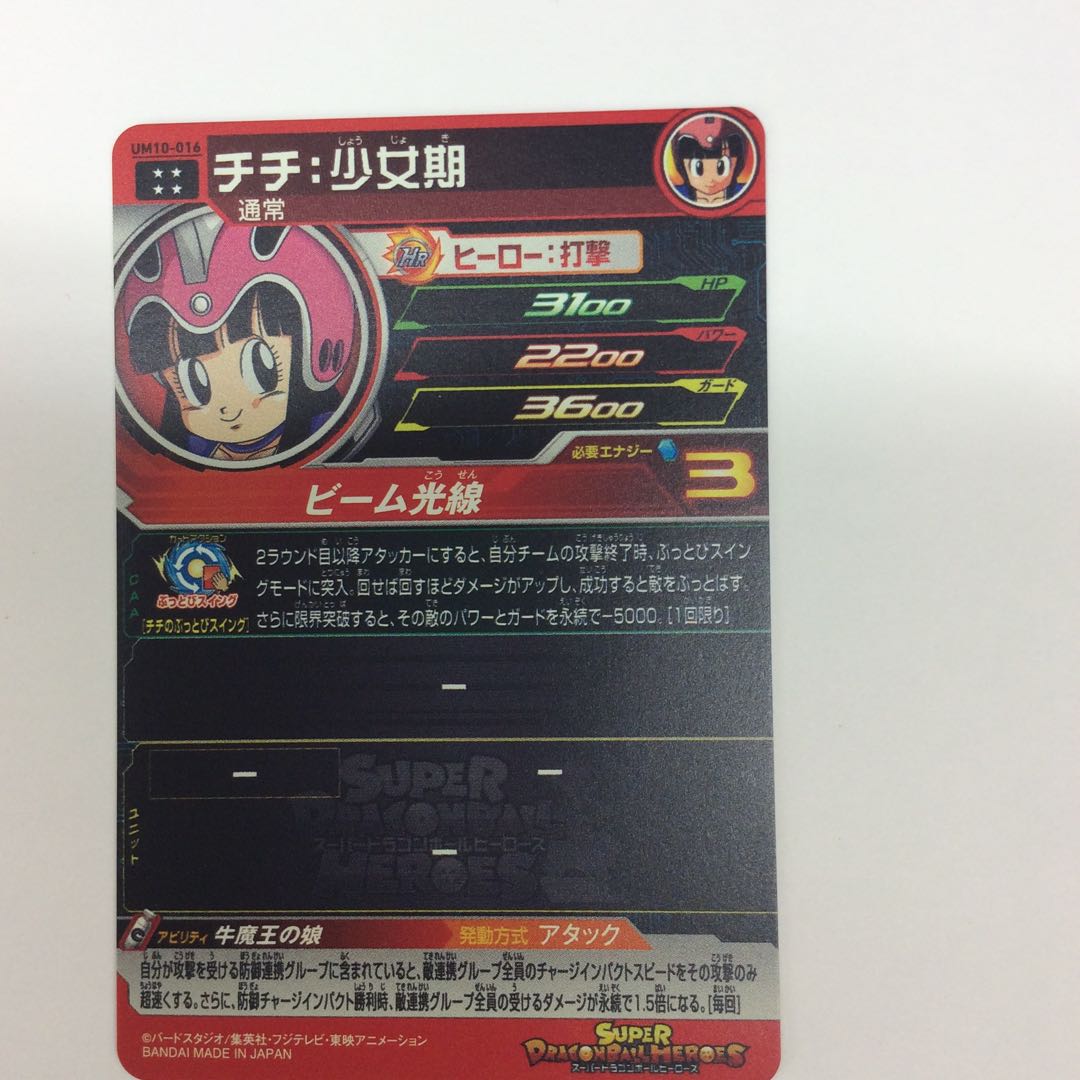 UM10-016
チチ:少女期
しょうじょき
通常
HR ヒーロー:打撃
HP
3100
パワー
2200
ガード
3600
必要エナジー 3
こうせん
ビーム光線
CAA
カードアクション
ぶっとびスイング
[チチのぶっとびスイング]
2ラウンド目以降アタッカーにすると、自分チームの攻撃終了時、ぶっとびスイン
グモードに突入。回せば回すほどダメージがアップし、成功すると敵をぶっとばす。
さらに限界突破すると、その敵のパワーとガードを永続で-5000。[1回限り]
ー
ユニット
ー ー
ー
SUPER
DRAGONBALL
スーパードラゴンボールヒーローズ
HEROES
アビリティ 牛魔王の娘 発動方式 アタック
自分が攻撃を受ける防御連携グループに含まれていると、敵連携グループ全員のチャージインパクトスピードをその攻撃のみ
超速くする。さらに、防御チャージインパクト勝利時、敵連携グループ全員の受けるダメージが永続で1.5倍になる。[毎回]
©バードスタジオ/集英社・フジテレビ・東映アニメーション
BANDAI MADE IN JAPAN
SUPER
DRAGONBALL HEROES
スーパードラゴンボールヒーローズ